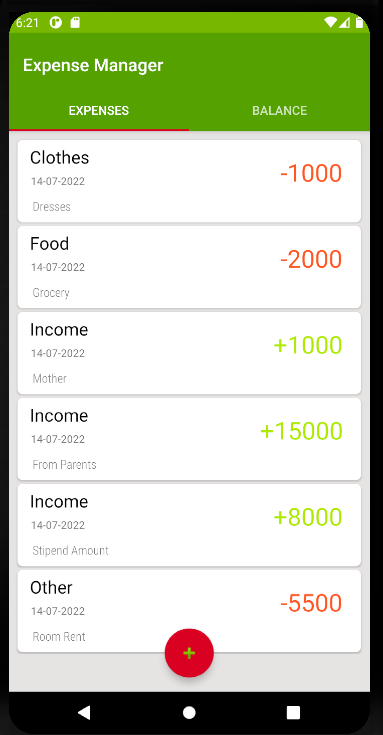 6:21
Expense Manager
EXPENSES BALANCE
Clothes
14-07-2022
Dresses
-1000
Food
14-07-2022
Grocery
-2000
Income
14-07-2022
Mother
+1000
Income
14-07-2022
From Parents
+15000
Income
14-07-2022
Stipend Amount
+8000
Other
14-07-2022
Room Rent
-5500
+